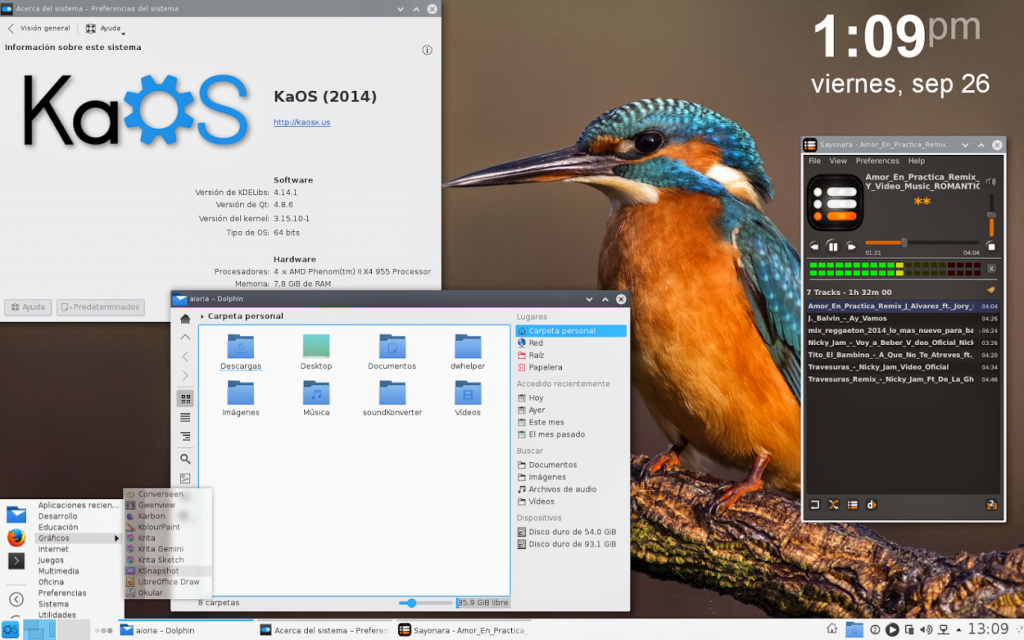 Acerca del sistema – Preferencias del sistema
Visión general
Ayuda
Información sobre este sistema
KaOS
KaOS (2014)
http://kaosx.us
Software
Versión de KDELibs: 4.14.1
Versión de Qt: 4.8.6
Versión del kernel: 3.15.10-1
Tipo de OS: 64 bits
Hardware
Procesadores: 4 × AMD Phenom(tm) II X4 955 Processor
Memoria: 7,8 GiB de RAM
Ayuda
Predeterminados
1:09pm
viernes, sep 26
Sayonara - Amor_En_Practica_Remix_
File View Preferences Help
Amor_En_Practica_Remix_
Y_Video_Music_ROMANTIC
**
01:21
04:04
7 Tracks - 1h 32m 00
Amor_En_Practica_Remix_J_Alvarez_ft._Jory_ 04:04
J._Balvin_-_Ay_Vamos 04:26
mix_reggaeton_2014_lo_mas_nuevo_para_ba 06:24
Nicky_Jam_-_Voy_a_Beber_V_deo_Oficial_Nick 03:26
Tito_El_Bambino_-_A_Que_No_Te_Atreves_ft. 04:20
Travesuras_-_Nicky_Jam_Video_Oficial 04:34
Travesuras_Remix_-_Nicky_Jam_Ft_De_La_Gh 04:46
aioria – Dolphin
Carpeta personal
Descargas
Desktop
Documentos
dwhelper
Imágenes
Música
soundKonverter
Vídeos
Lugares
Carpeta personal
Red
Raíz
Papelera
Accedido recientemente
Hoy
Ayer
Este mes
El mes pasado
Buscar
Documentos
Imágenes
Archivos de audio
Vídeos
Dispositivos
Disco duro de 54,0 GiB
Disco duro de 93,1 GiB
8 carpetas
35,9 GiB libre
Aplicaciones recien...
Desarrollo
Educación
Gráficos
Internet
Juegos
Multimedia
Oficina
Preferencias
Sistema
Utilidades
Converseen
Gwenview
Karbon
KolourPaint
Krita
Krita Gemini
Krita Sketch
KSnapshot
LibreOffice Draw
Okular
aioria – Dolphin
Acerca del sistema – Preferen
Sayonara - Amor_En_Practica_
13:09